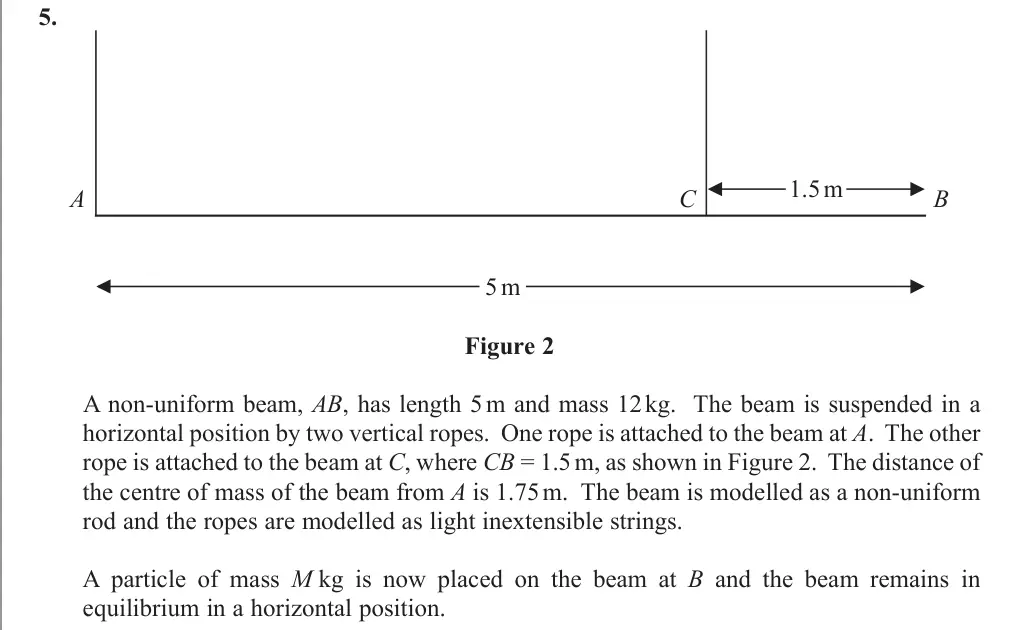 5.
A
C
1.5 m
B
5 m
Figure 2
A non-uniform beam, AB, has length 5 m and mass 12 kg. The beam is suspended in a
horizontal position by two vertical ropes. One rope is attached to the beam at A. The other
rope is attached to the beam at C, where CB = 1.5 m, as shown in Figure 2. The distance of
the centre of mass of the beam from A is 1.75 m. The beam is modelled as a non-uniform
rod and the ropes are modelled as light inextensible strings.
A particle of mass M kg is now placed on the beam at B and the beam remains in
equilibrium in a horizontal position.